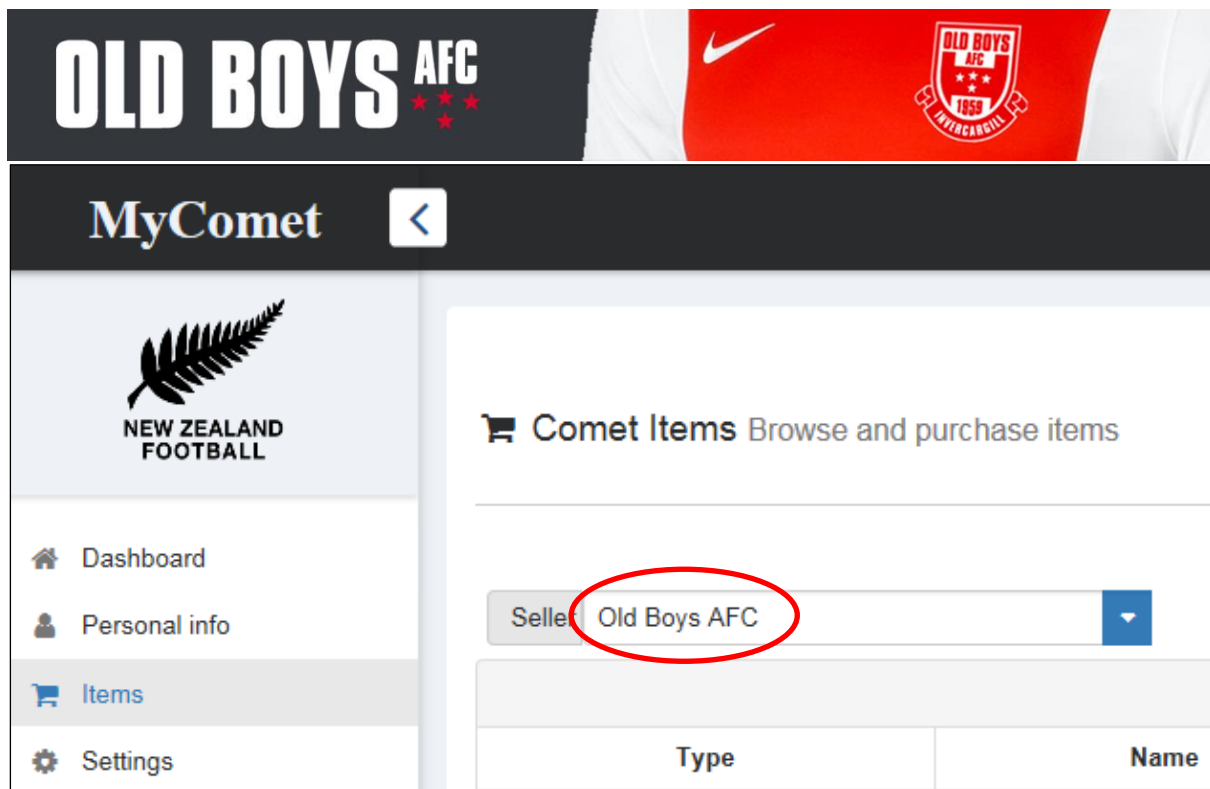 OLD BOYS AFC
OLD BOYS
AFC
1959
INVERCARGILL
MyComet
NEW ZEALAND
FOOTBALL
Comet Items Browse and purchase items
Dashboard
Personal info
Seller Old Boys AFC
Items
Settings
Type Name